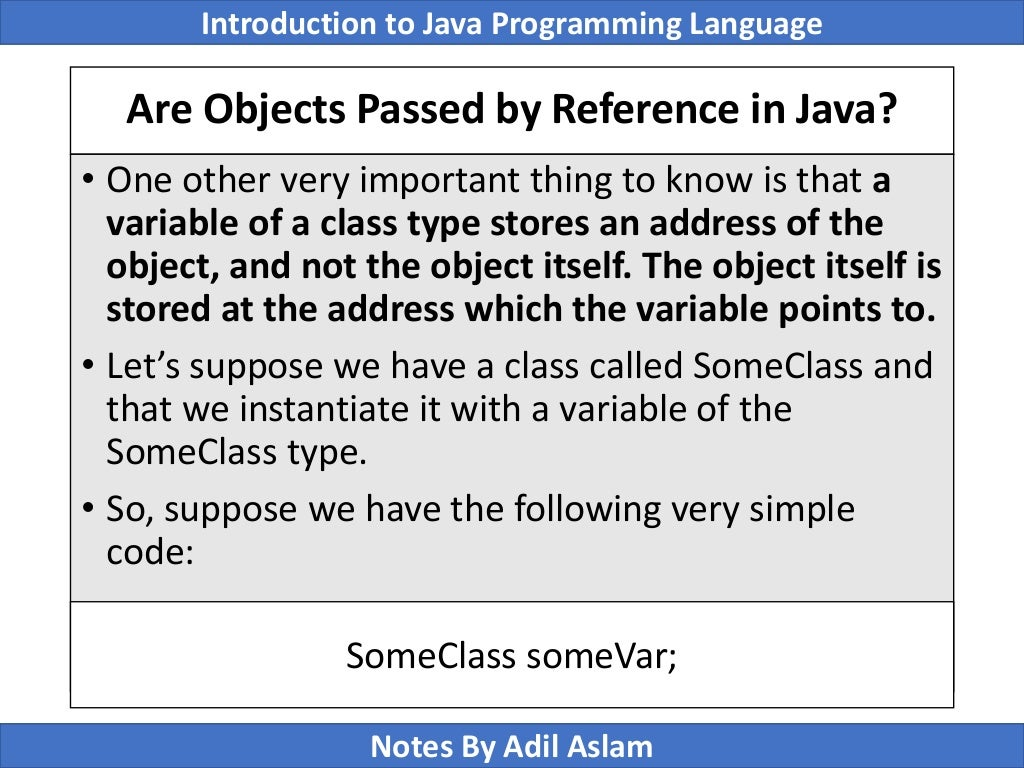 Introduction to Java Programming Language
Are Objects Passed by Reference in Java?
• One other very important thing to know is that a
variable of a class type stores an address of the
object, and not the object itself. The object itself is
stored at the address which the variable points to.
• Let’s suppose we have a class called SomeClass and
that we instantiate it with a variable of the
SomeClass type.
• So, suppose we have the following very simple
code:
SomeClass someVar;
Notes By Adil Aslam